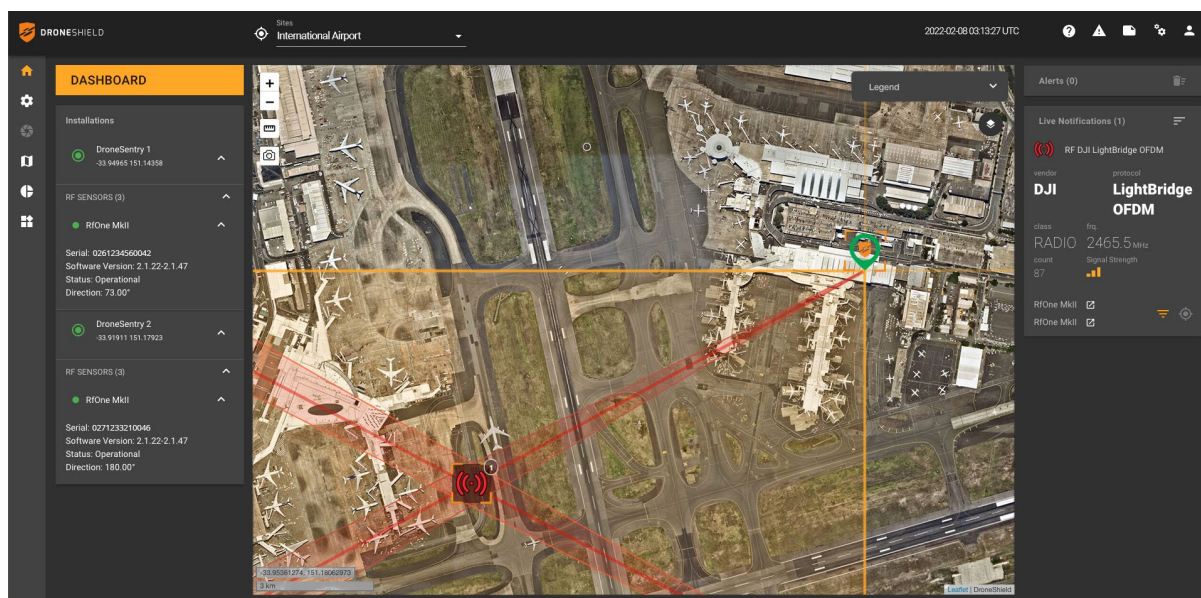 DRONESHIELD
Sites
International Airport
2022-02-08 03:13:27 UTC
DASHBOARD
Installations
DroneSentry 1
-33.94965 151.14358
RF SENSORS (3)
RfOne MkII
Serial: 0261234560042
Software Version: 2.1.22-2.1.47
Status: Operational
Direction: 73.00°
DroneSentry 2
-33.91911 151.17923
RF SENSORS (3)
RfOne MkII
Serial: 0271233210046
Software Version: 2.1.22-2.1.47
Status: Operational
Direction: 180.00°
+
−
Legend
1
-33.95361274, 151.18062973
3 km
Leaflet | DroneShield
Alerts (0)
Live Notifications (1)
RF DJI LightBridge OFDM
vendor protocol
DJI LightBridge
OFDM
class frq.
RADIO 2465.5 MHz
count Signal Strength
87
RfOne MkII
RfOne MkII